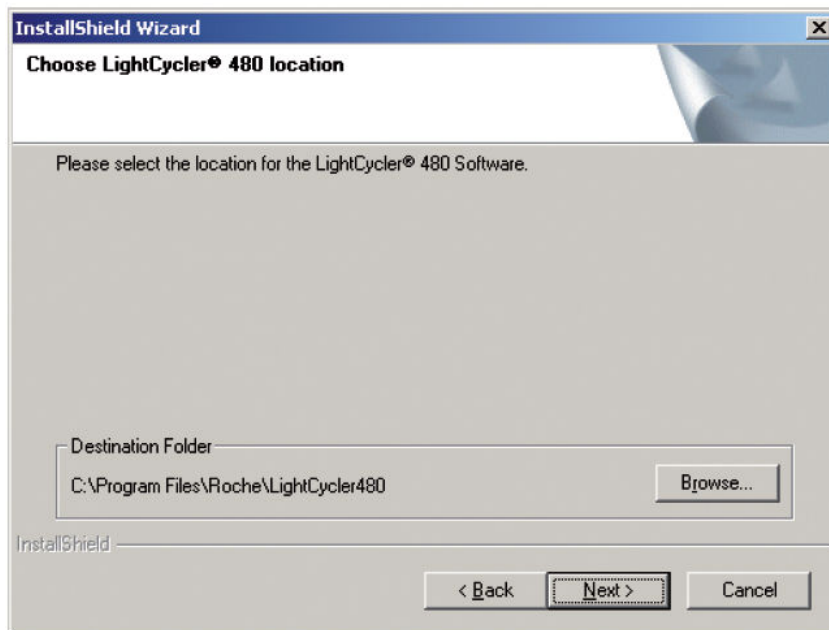 InstallShield Wizard
Choose LightCycler® 480 location
Please select the location for the LightCycler® 480 Software.
Destination Folder
C:\Program Files\Roche\LightCycler480
Browse...
InstallShield
< Back Next > Cancel